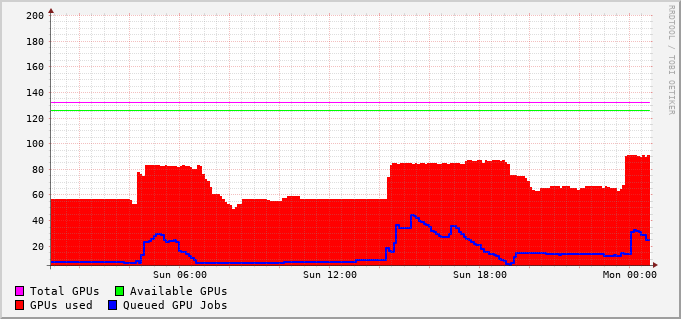 200
180
160
140
120
100
80
60
40
20
Sun 06:00 Sun 12:00 Sun 18:00 Mon 00:00
Total GPUs Available GPUs
GPUs used Queued GPU Jobs
RRDTOOL / TOBI OETIKER